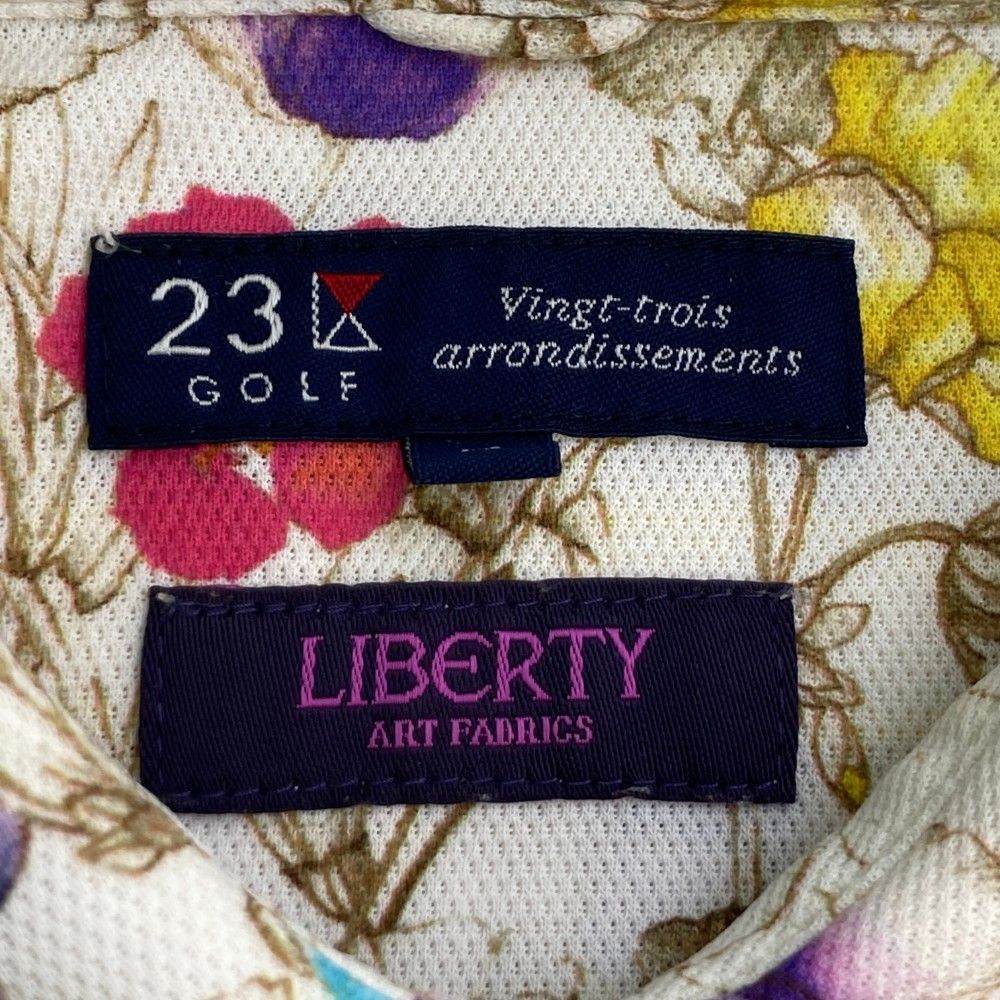 23
GOLF
Vingt-trois
arrondissements
LIBERTY
ART FABRICS